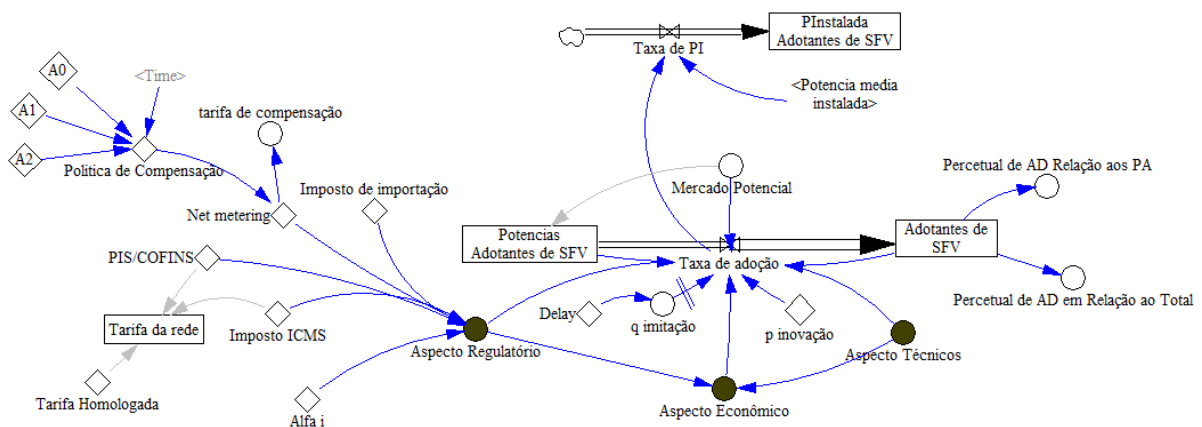 PInstalada
Adotantes de SFV
Taxa de PI
A0
<Time>
<Potencia media
instalada>
A1
tarifa de compensação
A2
Politica de Compensação
Percetual de AD Relação aos PA
Imposto de importação
Mercado Potencial
Net metering
Potencias
Adotantes de SFV
Adotantes de
SFV
PIS/COFINS
Taxa de adoção
Percetual de AD em Relação ao Total
Delay
Tarifa da rede
Imposto ICMS
q imitação
p inovação
Aspecto Regulatório
Aspecto Técnicos
Tarifa Homologada
Alfa i
Aspecto Econômico